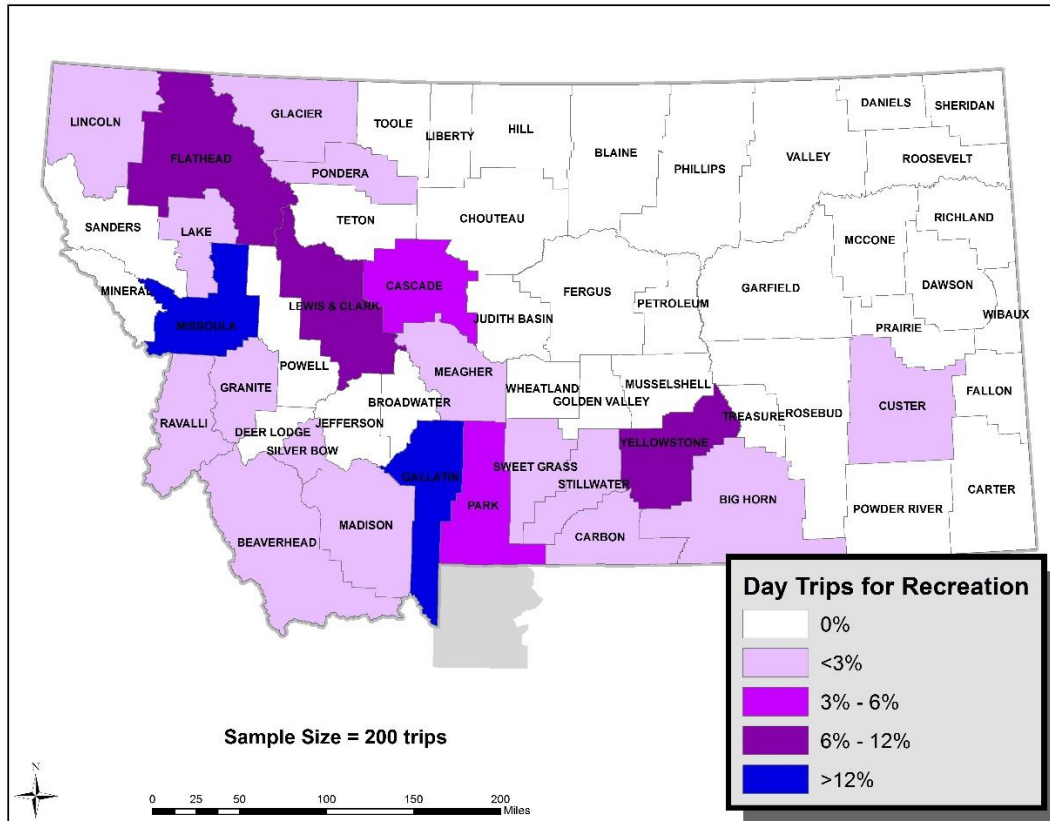 DANIELS
SHERIDAN
GLACIER
LINCOLN
TOOLE
LIBERTY
HILL
BLAINE
PHILLIPS
VALLEY
ROOSEVELT
FLATHEAD
PONDERA
TETON
CHOUTEAU
RICHLAND
SANDERS
LAKE
MCCONE
CASCADE
FERGUS
GARFIELD
DAWSON
MINERAL
LEWIS & CLARK
PETROLEUM
JUDITH BASIN
WIBAUX
MISSOULA
PRAIRIE
POWELL
MEAGHER
GRANITE
WHEATLAND
MUSSELSHELL
FALLON
BROADWATER
GOLDEN VALLEY
CUSTER
RAVALLI
JEFFERSON
TREASURE
ROSEBUD
DEER LODGE
YELLOWSTONE
SILVER BOW
SWEET GRASS
GALLATIN
STILLWATER
CARTER
PARK
BIG HORN
POWDER RIVER
MADISON
CARBON
BEAVERHEAD
Day Trips for Recreation
0%
<3%
3% - 6%
6% - 12%
>12%
Sample Size = 200 trips
N
0 25 50 100 150 200
Miles